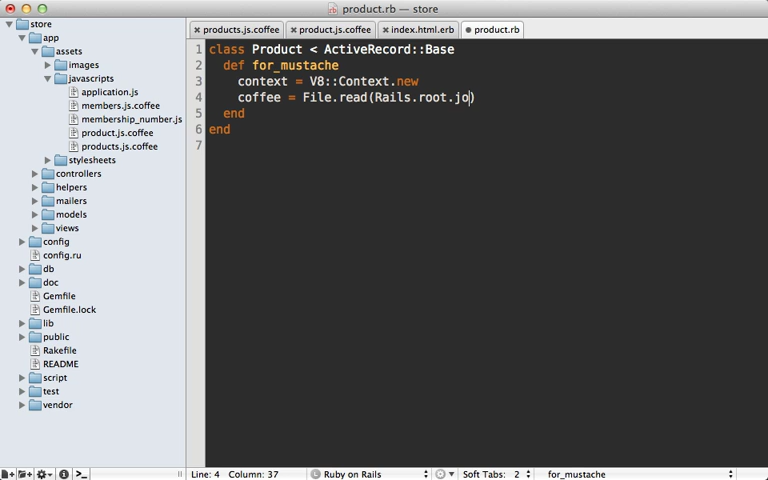 product.rb — store
store
app
assets
images
javascripts
application.js
members.js.coffee
membership_number.js
product.js.coffee
products.js.coffee
stylesheets
controllers
helpers
mailers
models
views
config
config.ru
db
doc
Gemfile
Gemfile.lock
lib
public
Rakefile
README
script
test
vendor
products.js.coffee
product.js.coffee
index.html.erb
product.rb
1 class Product < ActiveRecord::Base
2 def for_mustache
3 context = V8::Context.new
4 coffee = File.read(Rails.root.jo)
5 end
6 end
7
Line: 4 Column: 37
Ruby on Rails
Soft Tabs: 2
for_mustache